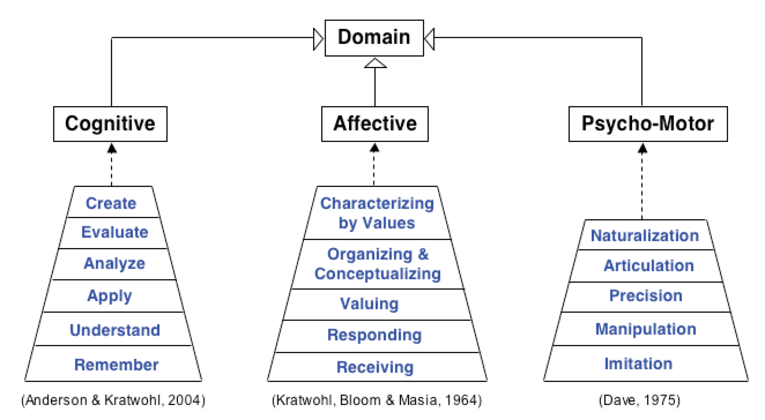 Domain
Cognitive
Affective
Psycho-Motor
Create
Evaluate
Analyze
Apply
Understand
Remember
(Anderson & Kratwohl, 2004)
Characterizing
by Values
Organizing &
Conceptualizing
Valuing
Responding
Receiving
(Kratwohl, Bloom & Masia, 1964)
Naturalization
Articulation
Precision
Manipulation
Imitation
(Dave, 1975)